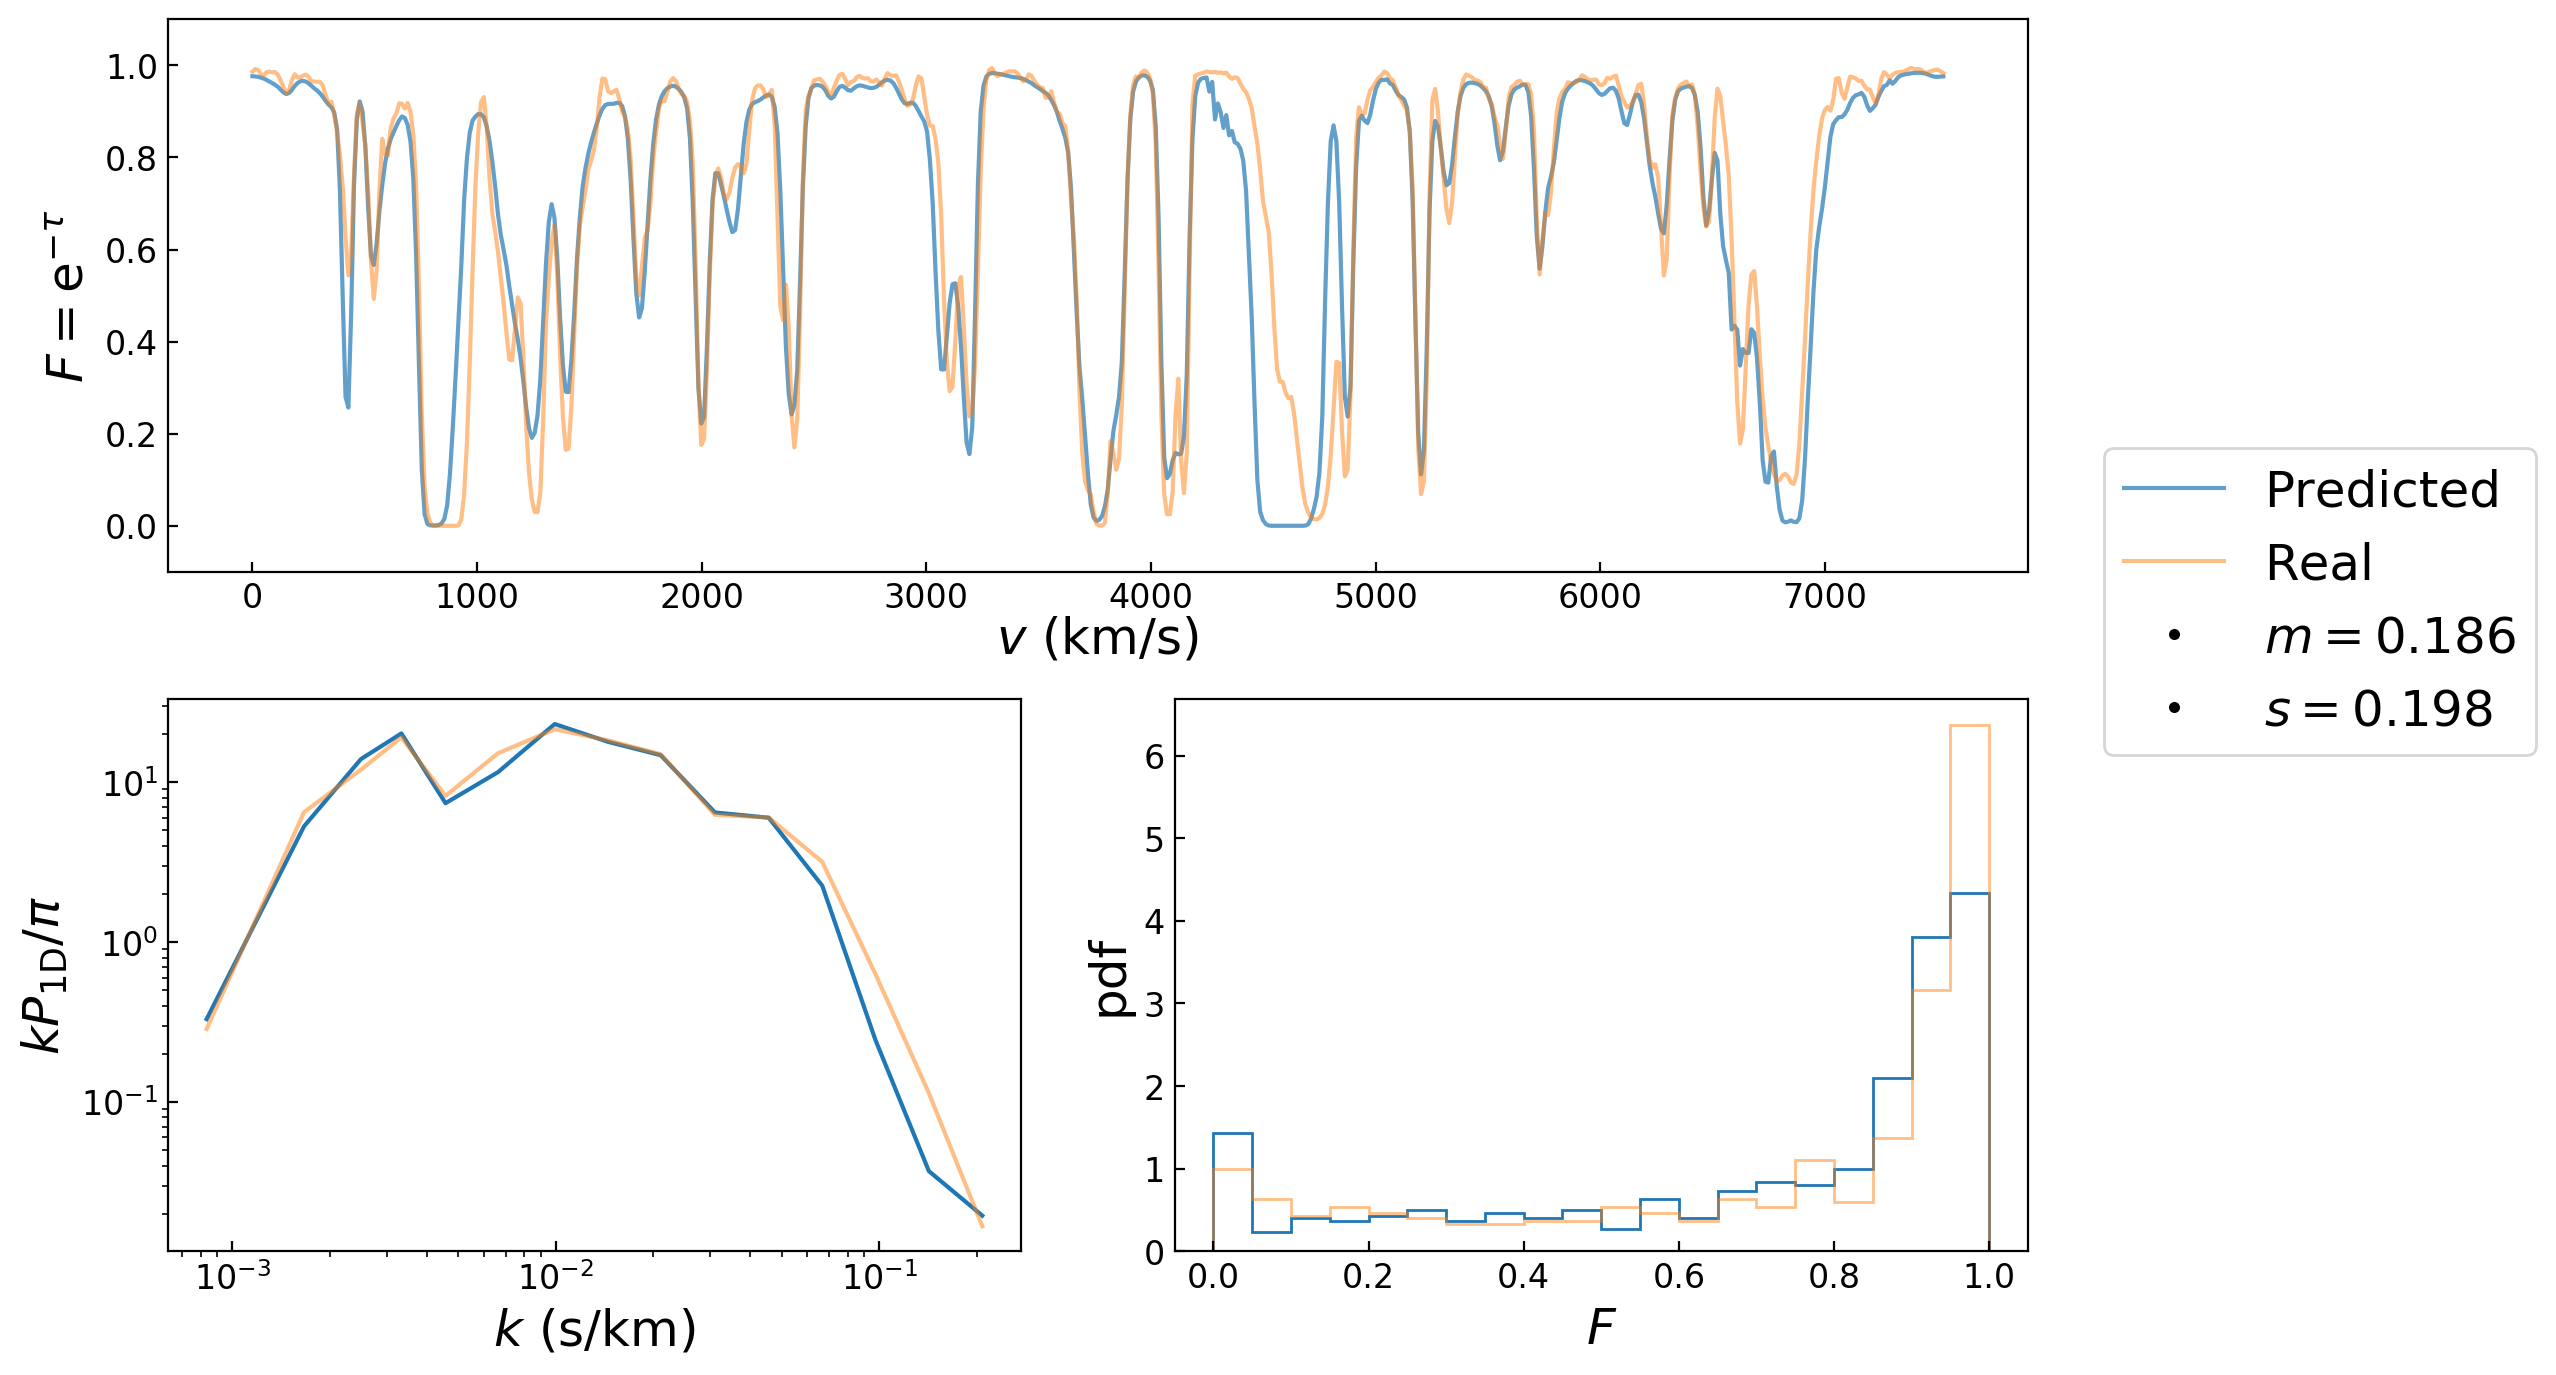 1.0
0.8
0.6
0.4
0.2
0.0
F = e^{-τ}
0 1000 2000 3000 4000 5000 6000 7000
v (km/s)
Predicted
Real
m = 0.186
s = 0.198
10^1
10^0
10^{-1}
kP_{1D}/π
10^{-3} 10^{-2} 10^{-1}
k (s/km)
6
5
4
3
2
1
0
pdf
0.0 0.2 0.4 0.6 0.8 1.0
F